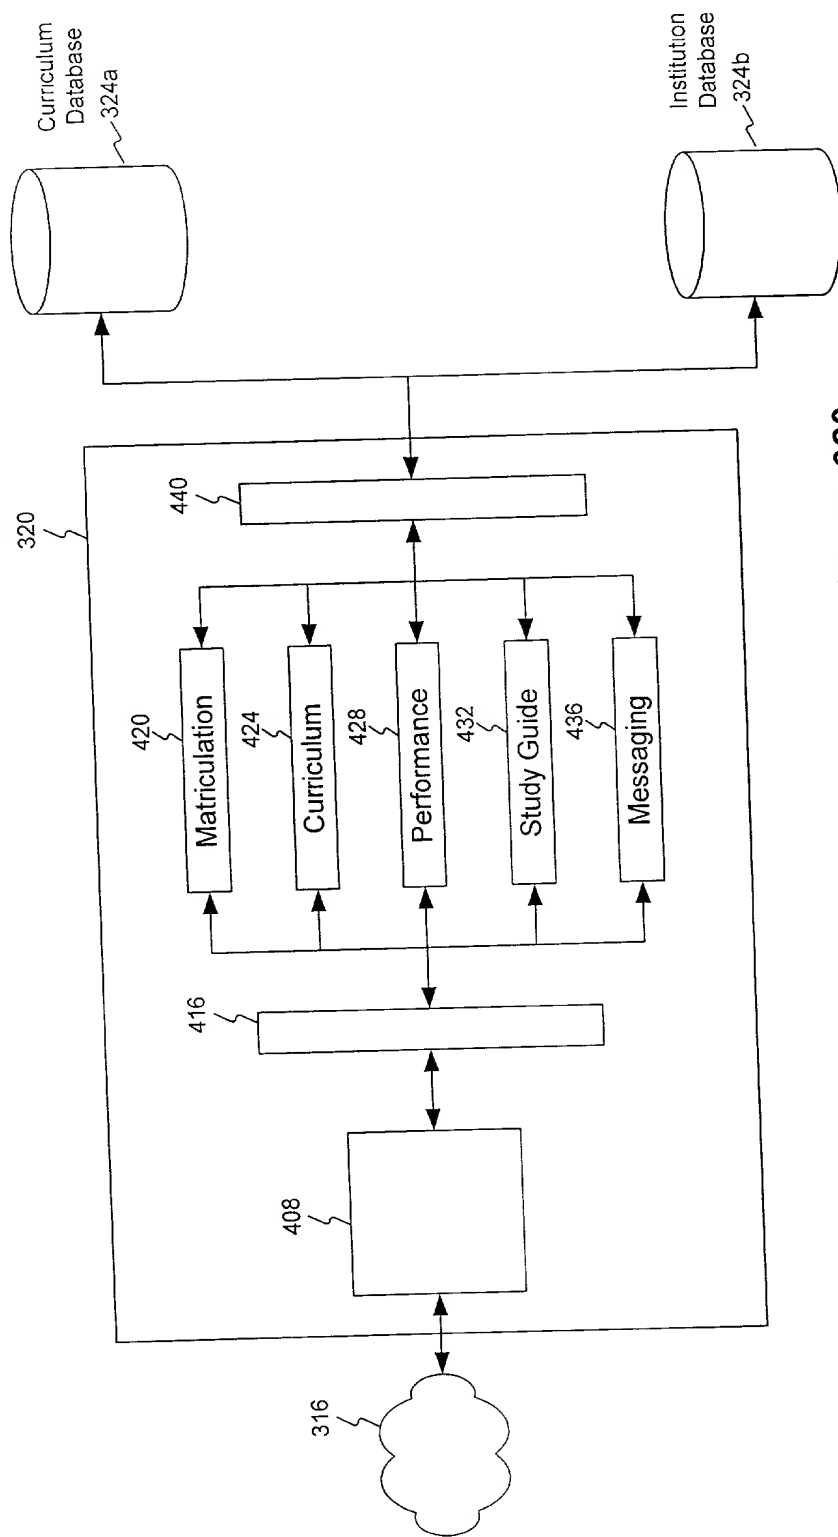 Curriculum
Database
324a
320
440
420
Matriculation
424
Curriculum
416
428
Performance
408
432
Study Guide
316
436
Messaging
Institution
Database
324b